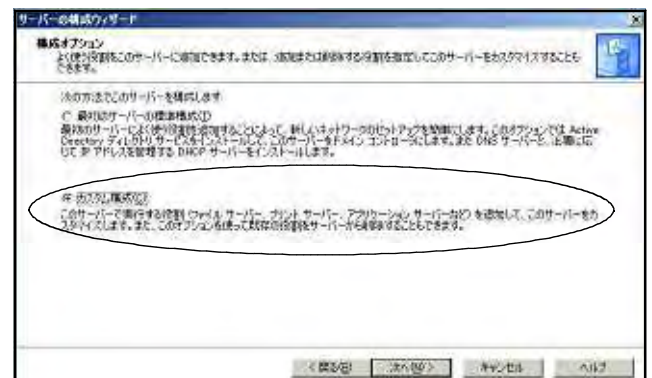 サーバーの構成ウィザード
構成オプション
よく使う役割をこのサーバーに追加できます。または、追加または削除する役割を指定してこのサーバーをカスタマイズすることも
できます。
次の方法でこのサーバーを構成します
最初のサーバーの標準構成(T)
最初のサーバーによく使う役割を追加することによって、新しいネットワークのセットアップを簡単にします。このオプションでは Active
Directory ディレクトリ サービスをインストールして、このサーバーをドメイン コントローラにします。また DNS サーバーと、必要に応
じて IP アドレスを管理する DHCP サーバーをインストールします。
カスタム構成(C)
このサーバーで実行する役割 (ファイル サーバー、プリント サーバー、アプリケーション サーバーなど) を追加して、このサーバーをカ
スタマイズします。また、このオプションを使って既存の役割をサーバーから削除することもできます。
< 戻る(B)
次へ(N) >
キャンセル
ヘルプ